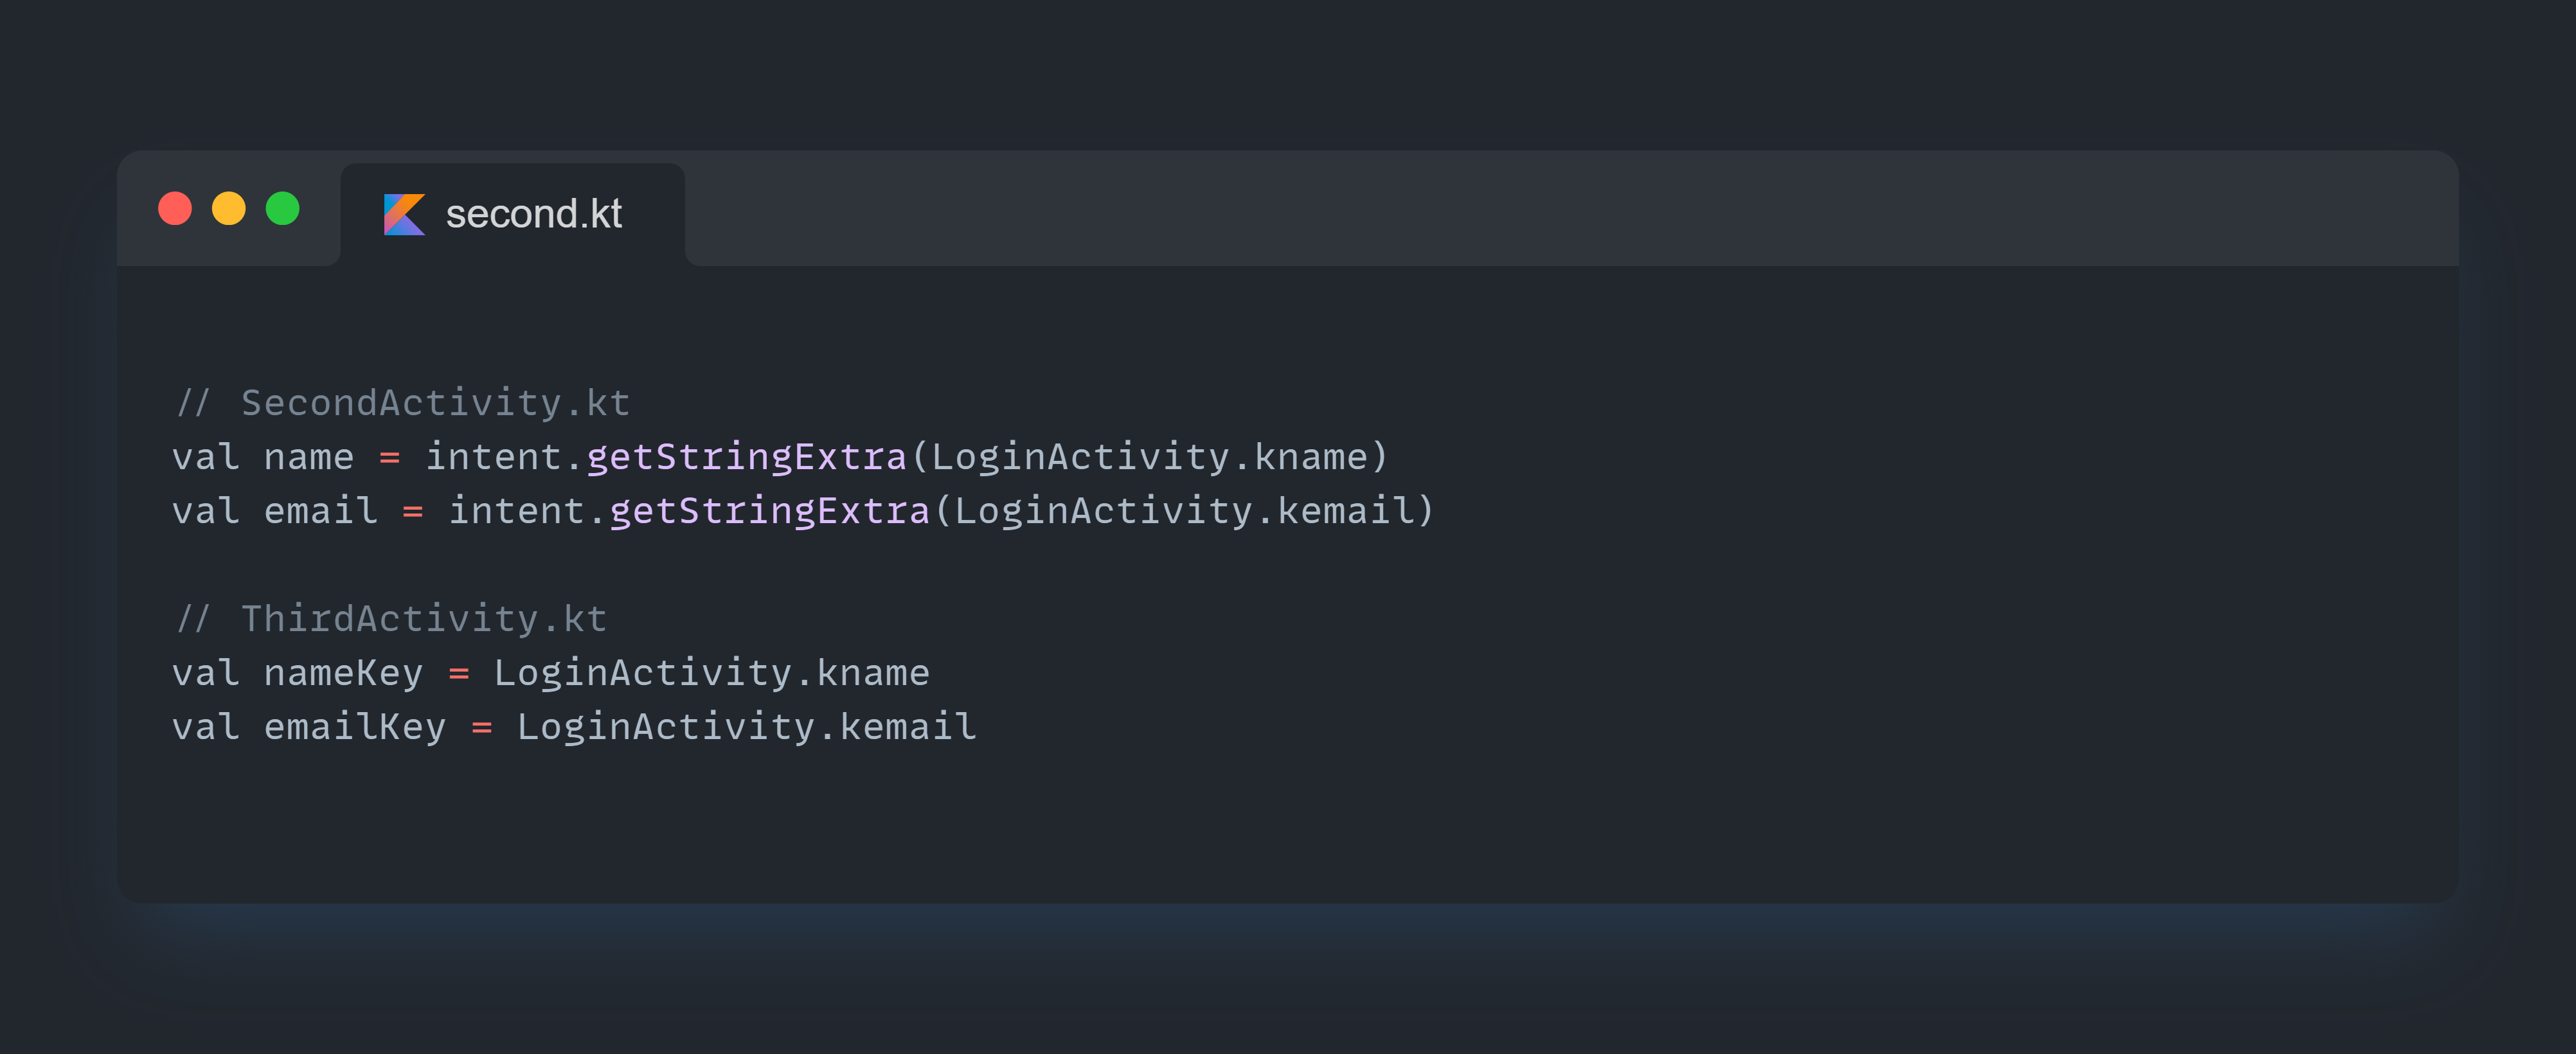 second.kt
// SecondActivity.kt
val name = intent.getStringExtra(LoginActivity.kname)
val email = intent.getStringExtra(LoginActivity.kemail)
// ThirdActivity.kt
val nameKey = LoginActivity.kname
val emailKey = LoginActivity.kemail